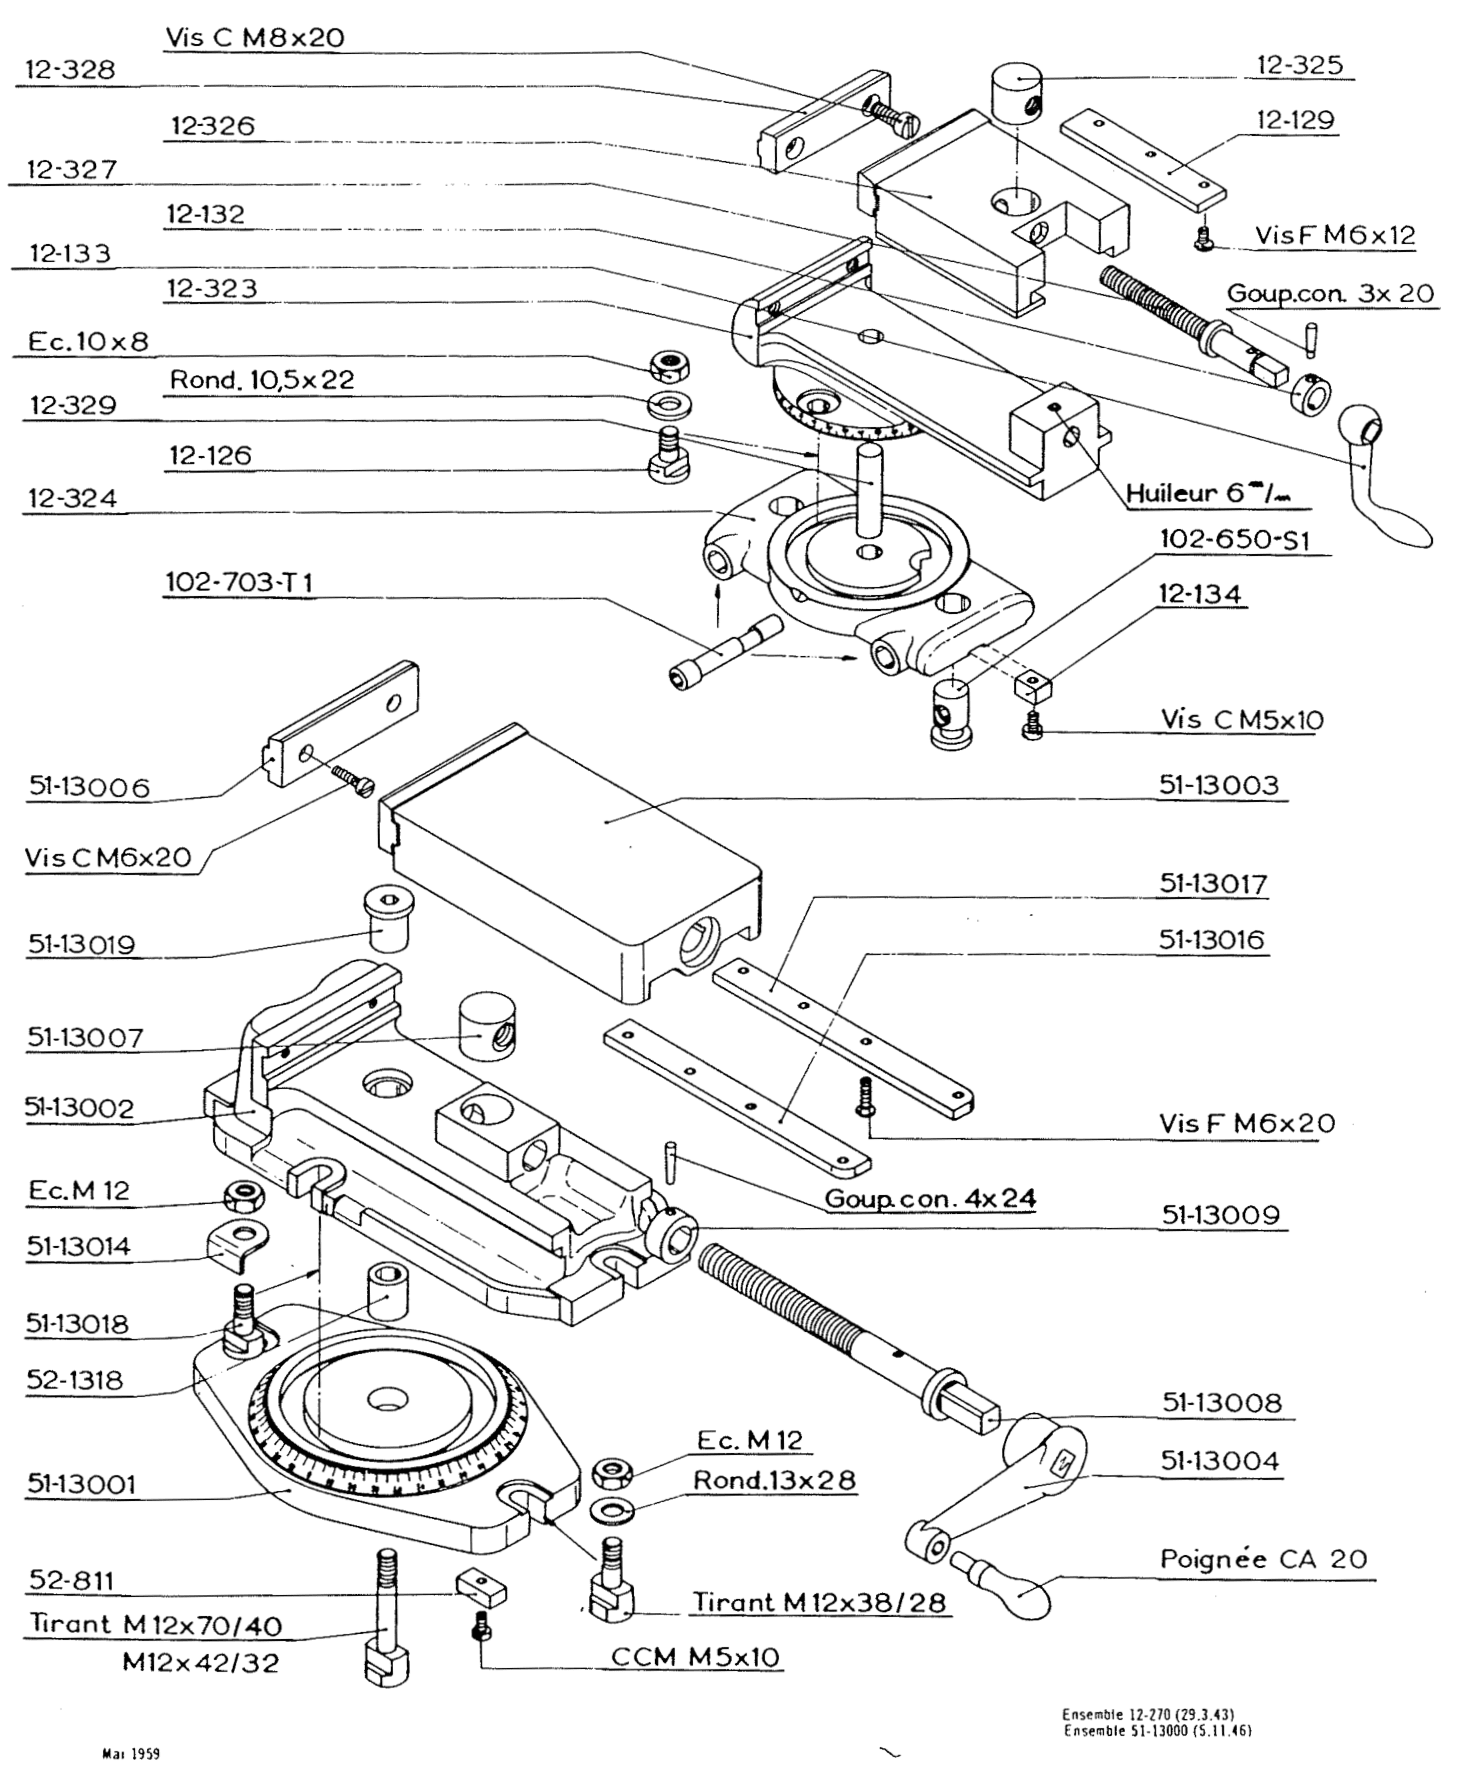 Vis C M8x20
12-328
12-326
12-327
12-132
12-133
12-323
Ec.10x8
Rond. 10,5x22
12-329
12-126
12-324
102-703-T1
12-325
12-129
Vis F M6x12
Goup.con. 3x20
Huileur 6 m/m
102-650-S1
12-134
Vis C M5x10
51-13006
Vis C M6x20
51-13019
51-13007
51-13002
Ec.M 12
51-13014
51-13018
52-1318
51-13001
52-811
Tirant M12x70/40
M12x42/32
51-13003
51-13017
51-13016
Vis F M6x20
Goup.con. 4x24
51-13009
51-13008
51-13004
Ec. M 12
Rond.13x28
Poignée CA 20
Tirant M12x38/28
CCM M5x10
Ensemble 12-270 (29.3.43)
Ensemble 51-13000 (5.11.46)
Mai 1959